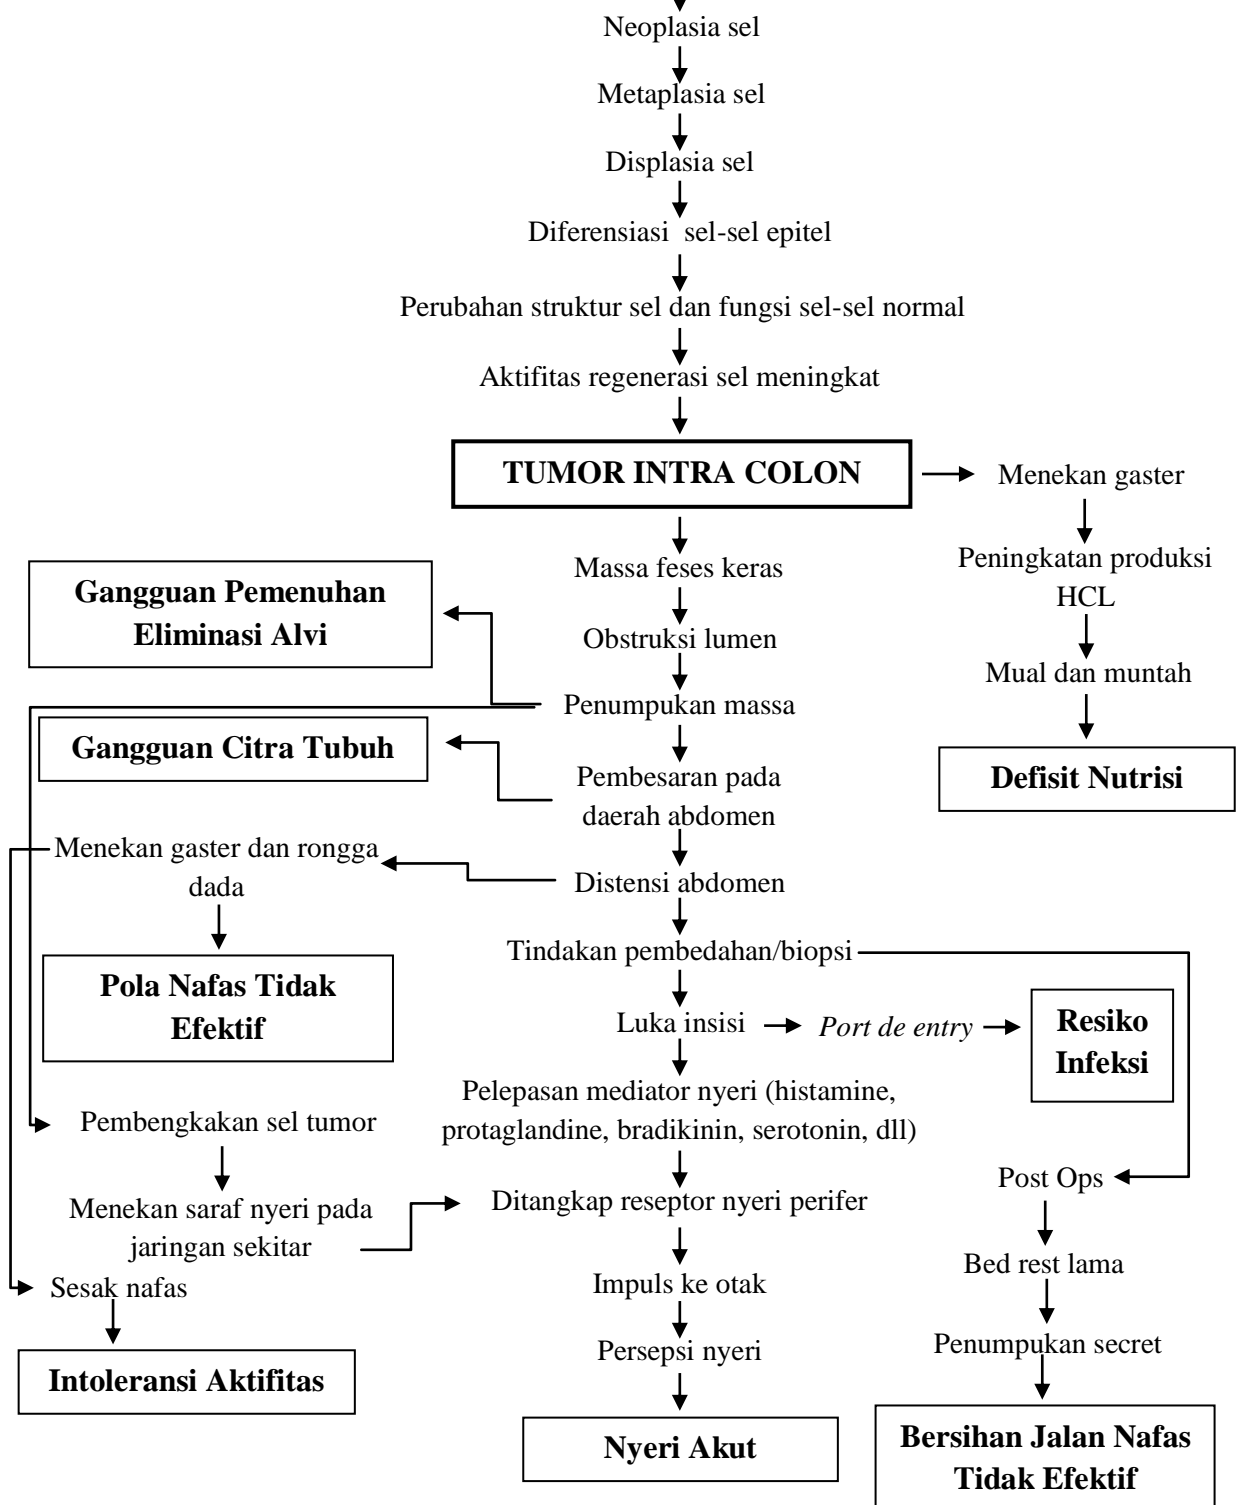 Neoplasia sel
Metaplasia sel
Displasia sel
Diferensiasi sel-sel epitel
Perubahan struktur sel dan fungsi sel-sel normal
Aktifitas regenerasi sel meningkat
TUMOR INTRA COLON
Menekan gaster
Peningkatan produksi
HCL
Mual dan muntah
Defisit Nutrisi
Massa feses keras
Obstruksi lumen
Penumpukan massa
Gangguan Pemenuhan
Eliminasi Alvi
Gangguan Citra Tubuh
Pembesaran pada
daerah abdomen
Distensi abdomen
Menekan gaster dan rongga
dada
Pola Nafas Tidak
Efektif
Tindakan pembedahan/biopsi
Luka insisi
Port de entry
Resiko
Infeksi
Pelepasan mediator nyeri (histamine,
protaglandine, bradikinin, serotonin, dll)
Pembengkakan sel tumor
Menekan saraf nyeri pada
jaringan sekitar
Ditangkap reseptor nyeri perifer
Post Ops
Sesak nafas
Impuls ke otak
Bed rest lama
Intoleransi Aktifitas
Persepsi nyeri
Penumpukan secret
Nyeri Akut
Bersihan Jalan Nafas
Tidak Efektif